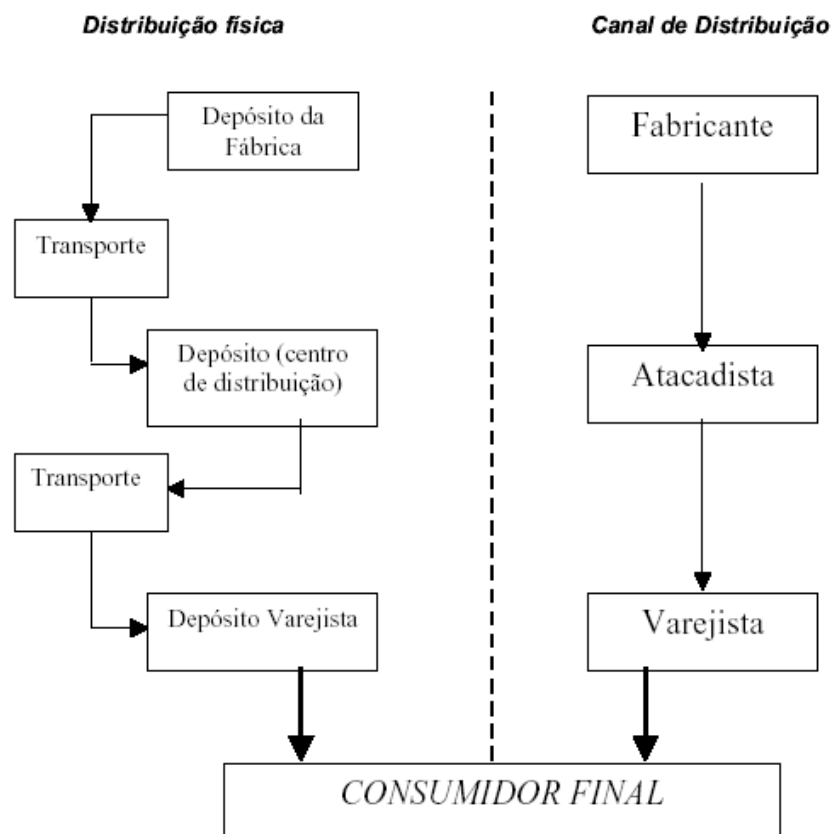 Distribuição física
Canal de Distribuição
Depósito da
Fábrica
Fabricante
Transporte
Depósito (centro
de distribuição)
Atacadista
Transporte
Depósito Varejista
Varejista
CONSUMIDOR FINAL